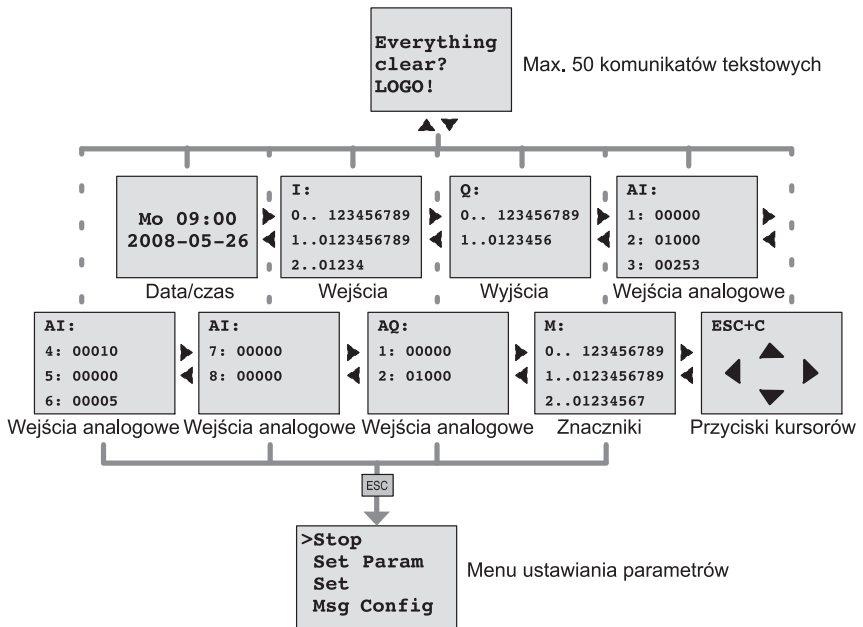 Everything
clear?
LOGO!
Max. 50 komunikatów tekstowych
Mo 09:00
2008-05-26
Data/czas
I:
0.. 123456789
1..0123456789
2..01234
Wejścia
Q:
0.. 123456789
1..0123456
Wyjścia
AI:
1: 00000
2: 01000
3: 00253
Wejścia analogowe
AI:
4: 00010
5: 00000
6: 00005
Wejścia analogowe
AI:
7: 00000
8: 00000
Wejścia analogowe
AQ:
1: 00000
2: 01000
Wejścia analogowe
M:
0.. 123456789
1..0123456789
2..01234567
Znaczniki
ESC+C
Przyciski kursorów
ESC
>Stop
Set Param
Set
Msg Config
Menu ustawiania parametrów